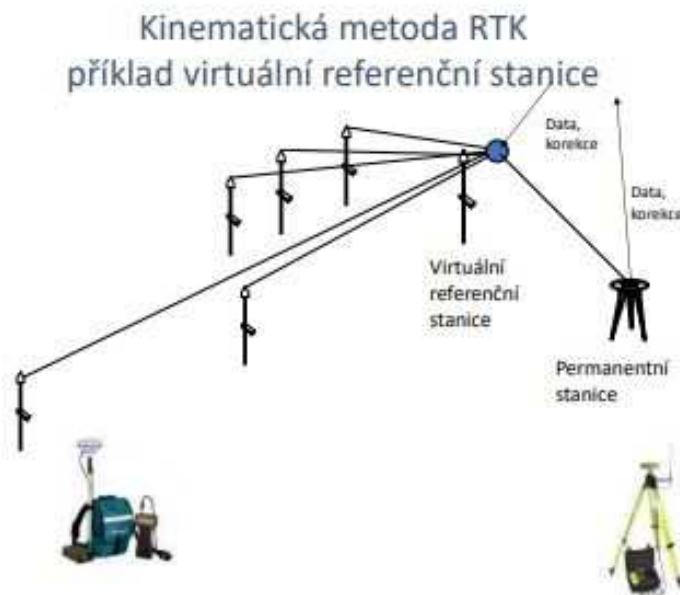 Kinematická metoda RTK
příklad virtuální referenční stanice
Data,
korekce
Data,
korekce
Virtuální
referenční
stanice
Permanentní
stanice